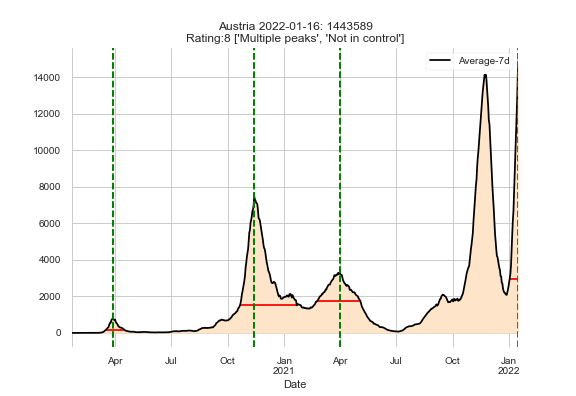 Austria 2022-01-16: 1443589
Rating:8 ['Multiple peaks', 'Not in control']
Average-7d
14000
12000
10000
8000
6000
4000
2000
0
Apr Jul Oct Jan Apr Jul Oct Jan
2021 2022
Date